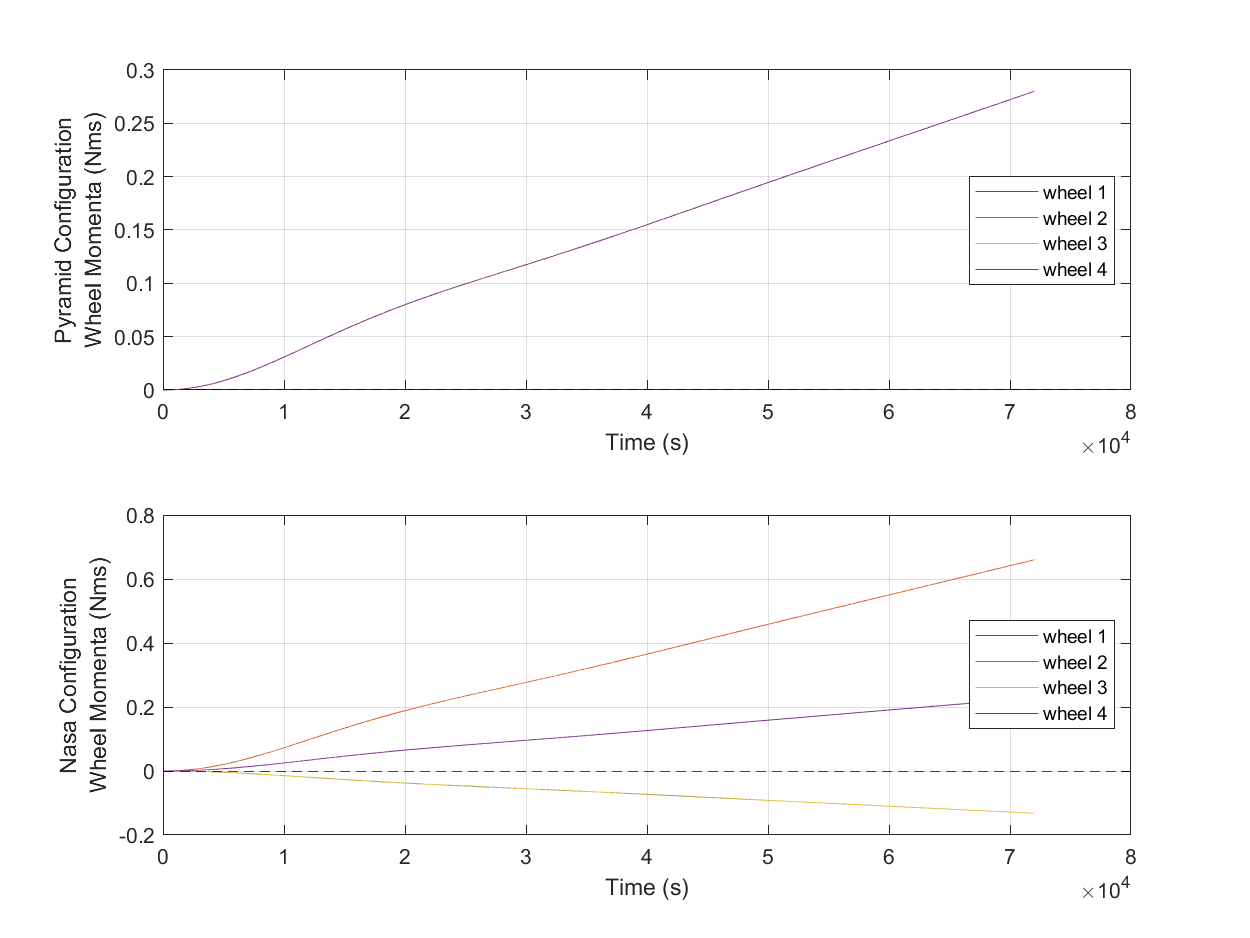 0.3
0.25
0.2
0.15
0.1
0.05
0
Pyramid Configuration
Wheel Momenta (Nms)
wheel 1
wheel 2
wheel 3
wheel 4
0 1 2 3 4 5 6 7 8
Time (s)
×10^4
0.8
0.6
0.4
0.2
0
-0.2
Nasa Configuration
Wheel Momenta (Nms)
wheel 1
wheel 2
wheel 3
wheel 4
0 1 2 3 4 5 6 7 8
Time (s)
×10^4